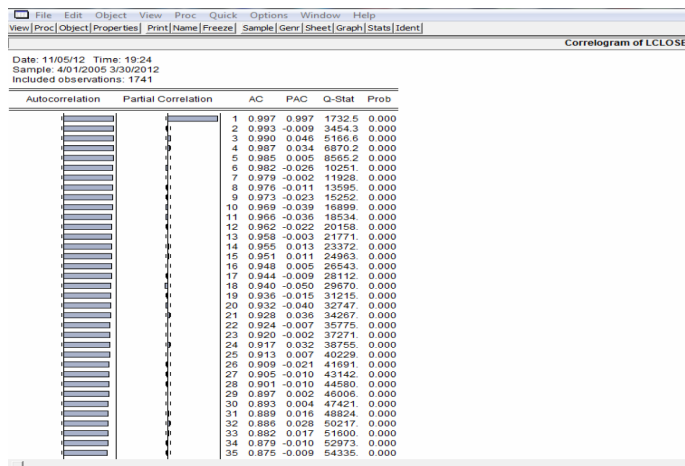 File Edit Object View Proc Quick Options Window Help
View Proc Object Properties Print Name Freeze Sample Genr Sheet Graph Stats Ident
Correlogram of LCLOSE
Date: 11/05/12 Time: 19:24
Sample: 4/01/2005 3/30/2012
Included observations: 1741
Autocorrelation Partial Correlation AC PAC Q-Stat Prob
1 0.997 0.997 1732.5 0.000
2 0.993 -0.009 3454.3 0.000
3 0.990 0.046 5166.6 0.000
4 0.987 0.034 6870.2 0.000
5 0.985 0.005 8565.2 0.000
6 0.982 -0.026 10251. 0.000
7 0.979 -0.002 11928. 0.000
8 0.976 -0.011 13595. 0.000
9 0.973 -0.023 15252. 0.000
10 0.969 -0.039 16899. 0.000
11 0.966 -0.036 18534. 0.000
12 0.962 -0.022 20158. 0.000
13 0.958 -0.003 21771. 0.000
14 0.955 0.013 23372. 0.000
15 0.951 0.011 24963. 0.000
16 0.948 0.005 26543. 0.000
17 0.944 -0.009 28112. 0.000
18 0.940 -0.050 29670. 0.000
19 0.936 -0.015 31215. 0.000
20 0.932 -0.040 32747. 0.000
21 0.928 0.036 34267. 0.000
22 0.924 -0.007 35775. 0.000
23 0.920 -0.002 37271. 0.000
24 0.917 0.032 38755. 0.000
25 0.913 0.007 40229. 0.000
26 0.909 -0.021 41691. 0.000
27 0.905 -0.010 43142. 0.000
28 0.901 -0.010 44580. 0.000
29 0.897 0.002 46006. 0.000
30 0.893 0.004 47421. 0.000
31 0.889 0.016 48824. 0.000
32 0.886 0.028 50217. 0.000
33 0.882 0.017 51600. 0.000
34 0.879 -0.010 52973. 0.000
35 0.875 -0.009 54335. 0.000